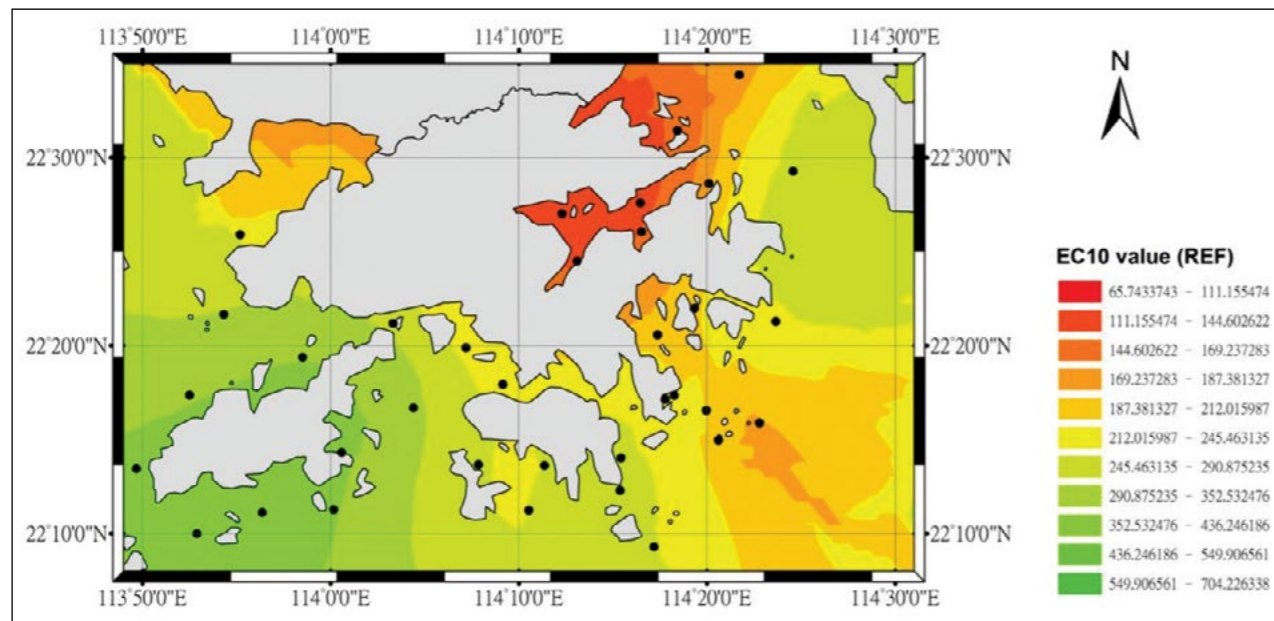 113°50'0"E 114°0'0"E 114°10'0"E 114°20'0"E 114°30'0"E
N
22°30'0"N 22°30'0"N
EC10 value (REF)
65.7433743 - 111.155474
111.155474 - 144.602622
144.602622 - 169.237283
169.237283 - 187.381327
187.381327 - 212.015987
212.015987 - 245.463135
245.463135 - 290.875235
290.875235 - 352.532476
352.532476 - 436.246186
436.246186 - 549.906561
549.906561 - 704.226338
22°20'0"N 22°20'0"N
22°10'0"N 22°10'0"N
113°50'0"E 114°0'0"E 114°10'0"E 114°20'0"E 114°30'0"E